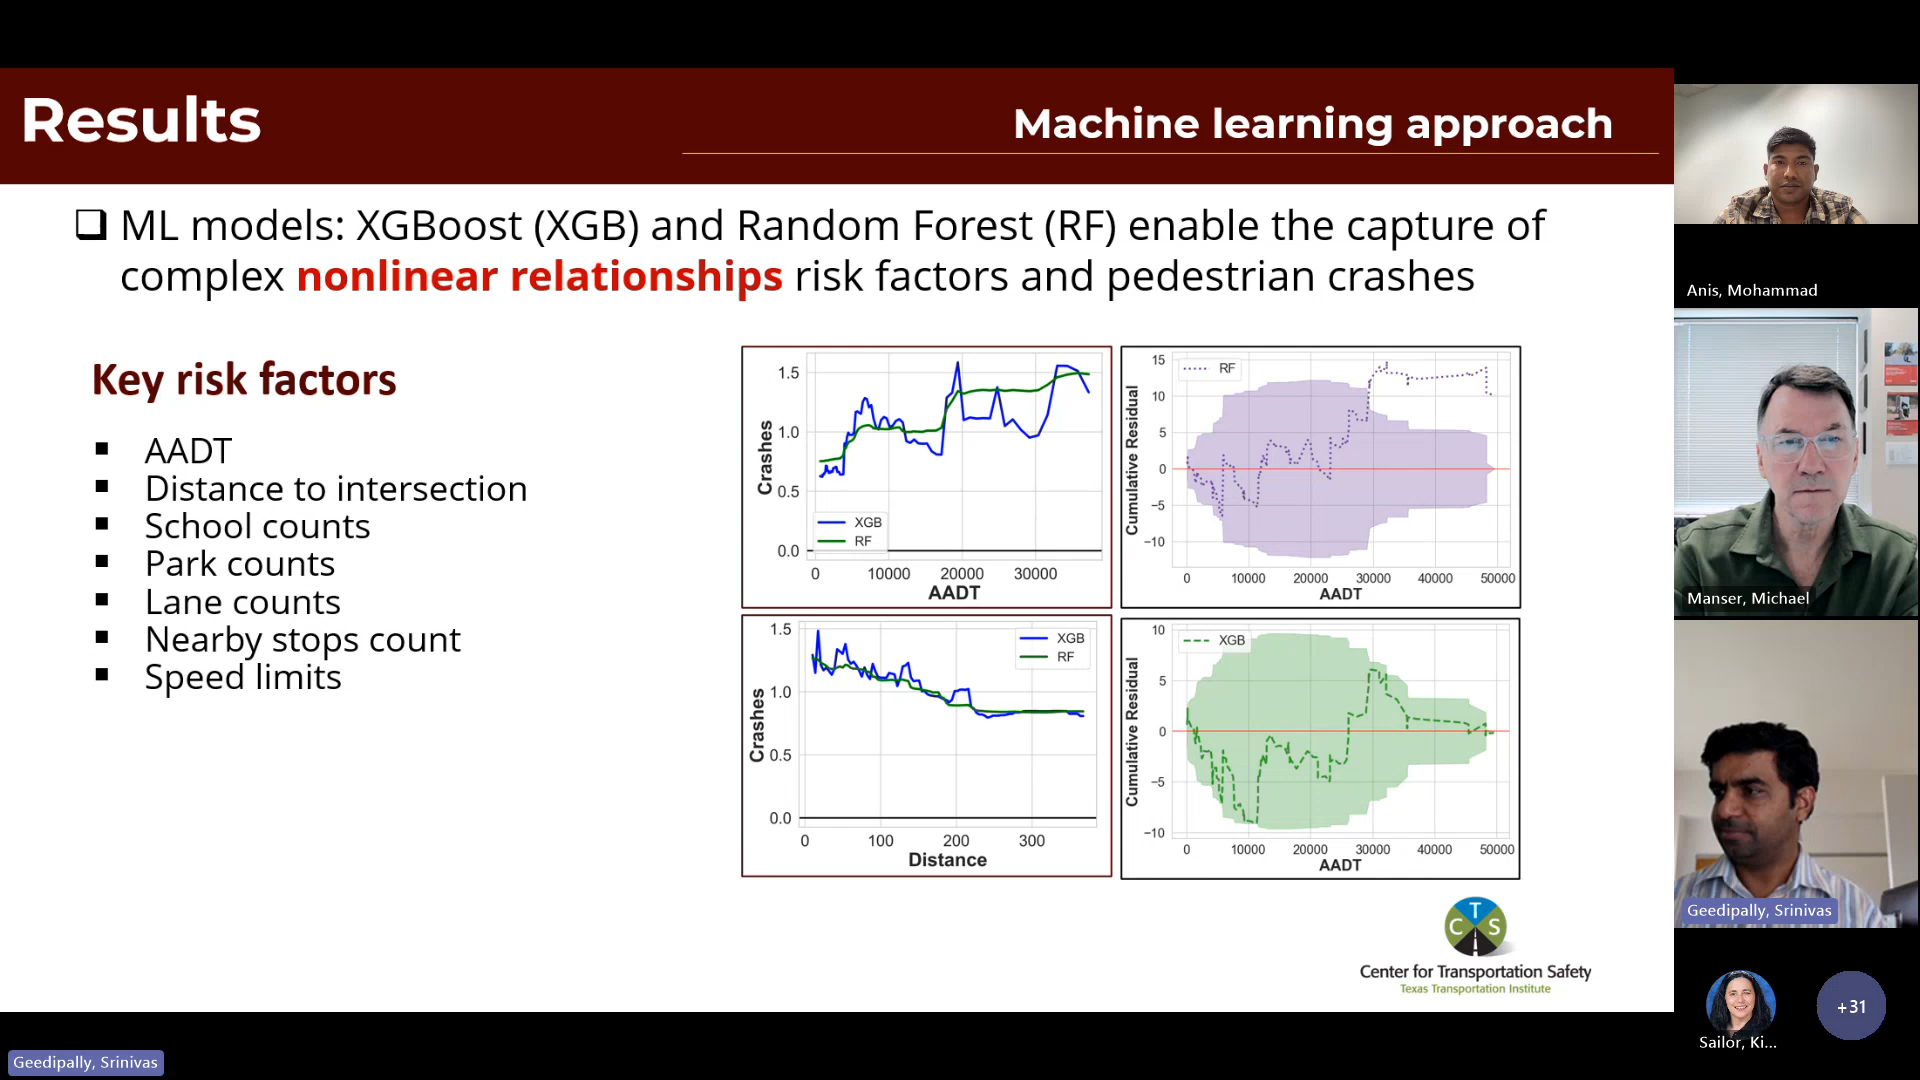 Results
Machine learning approach
❑ ML models: XGBoost (XGB) and Random Forest (RF) enable the capture of
complex nonlinear relationships risk factors and pedestrian crashes
Key risk factors
▪ AADT
▪ Distance to intersection
▪ School counts
▪ Park counts
▪ Lane counts
▪ Nearby stops count
▪ Speed limits
Crashes
1.5
1.0
0.5
0.0
XGB
RF
0 10000 20000 30000
AADT
Cumulative Residual
15
10
5
0
−5
−10
RF
0 10000 20000 30000 40000 50000
AADT
Crashes
1.5
1.0
0.5
0.0
XGB
RF
0 100 200 300
Distance
Cumulative Residual
10
5
0
−5
−10
XGB
0 10000 20000 30000 40000 50000
AADT
C T S
Center for Transportation Safety
Texas Transportation Institute
Anis, Mohammad
Manser, Michael
Geedipally, Srinivas
Sailor, Ki...
+31
Geedipally, Srinivas